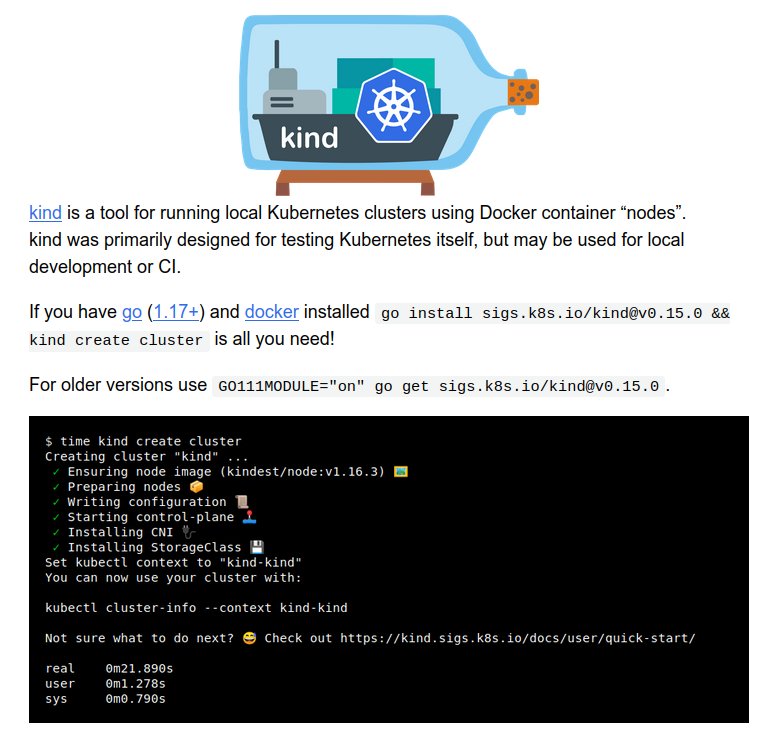 kind
kind is a tool for running local Kubernetes clusters using Docker container “nodes”.
kind was primarily designed for testing Kubernetes itself, but may be used for local
development or CI.
If you have go (1.17+) and docker installed go install sigs.k8s.io/kind@v0.15.0 &&
kind create cluster is all you need!
For older versions use GO111MODULE="on" go get sigs.k8s.io/kind@v0.15.0.
$ time kind create cluster
Creating cluster "kind" ...
✓ Ensuring node image (kindest/node:v1.16.3) 🖼
✓ Preparing nodes 📦
✓ Writing configuration 📜
✓ Starting control-plane 🕹️
✓ Installing CNI 🔌
✓ Installing StorageClass 💾
Set kubectl context to "kind-kind"
You can now use your cluster with:
kubectl cluster-info --context kind-kind
Not sure what to do next? 😅 Check out https://kind.sigs.k8s.io/docs/user/quick-start/
real 0m21.890s
user 0m1.278s
sys 0m0.790s